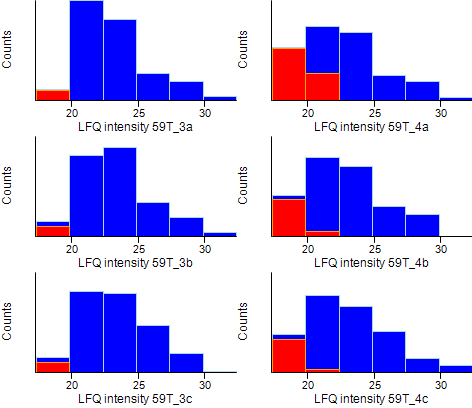 Counts
20 25 30
LFQ intensity 59T_3a
Counts
20 25 30
LFQ intensity 59T_4a
Counts
20 25 30
LFQ intensity 59T_3b
Counts
20 25 30
LFQ intensity 59T_4b
Counts
20 25 30
LFQ intensity 59T_3c
Counts
20 25 30
LFQ intensity 59T_4c